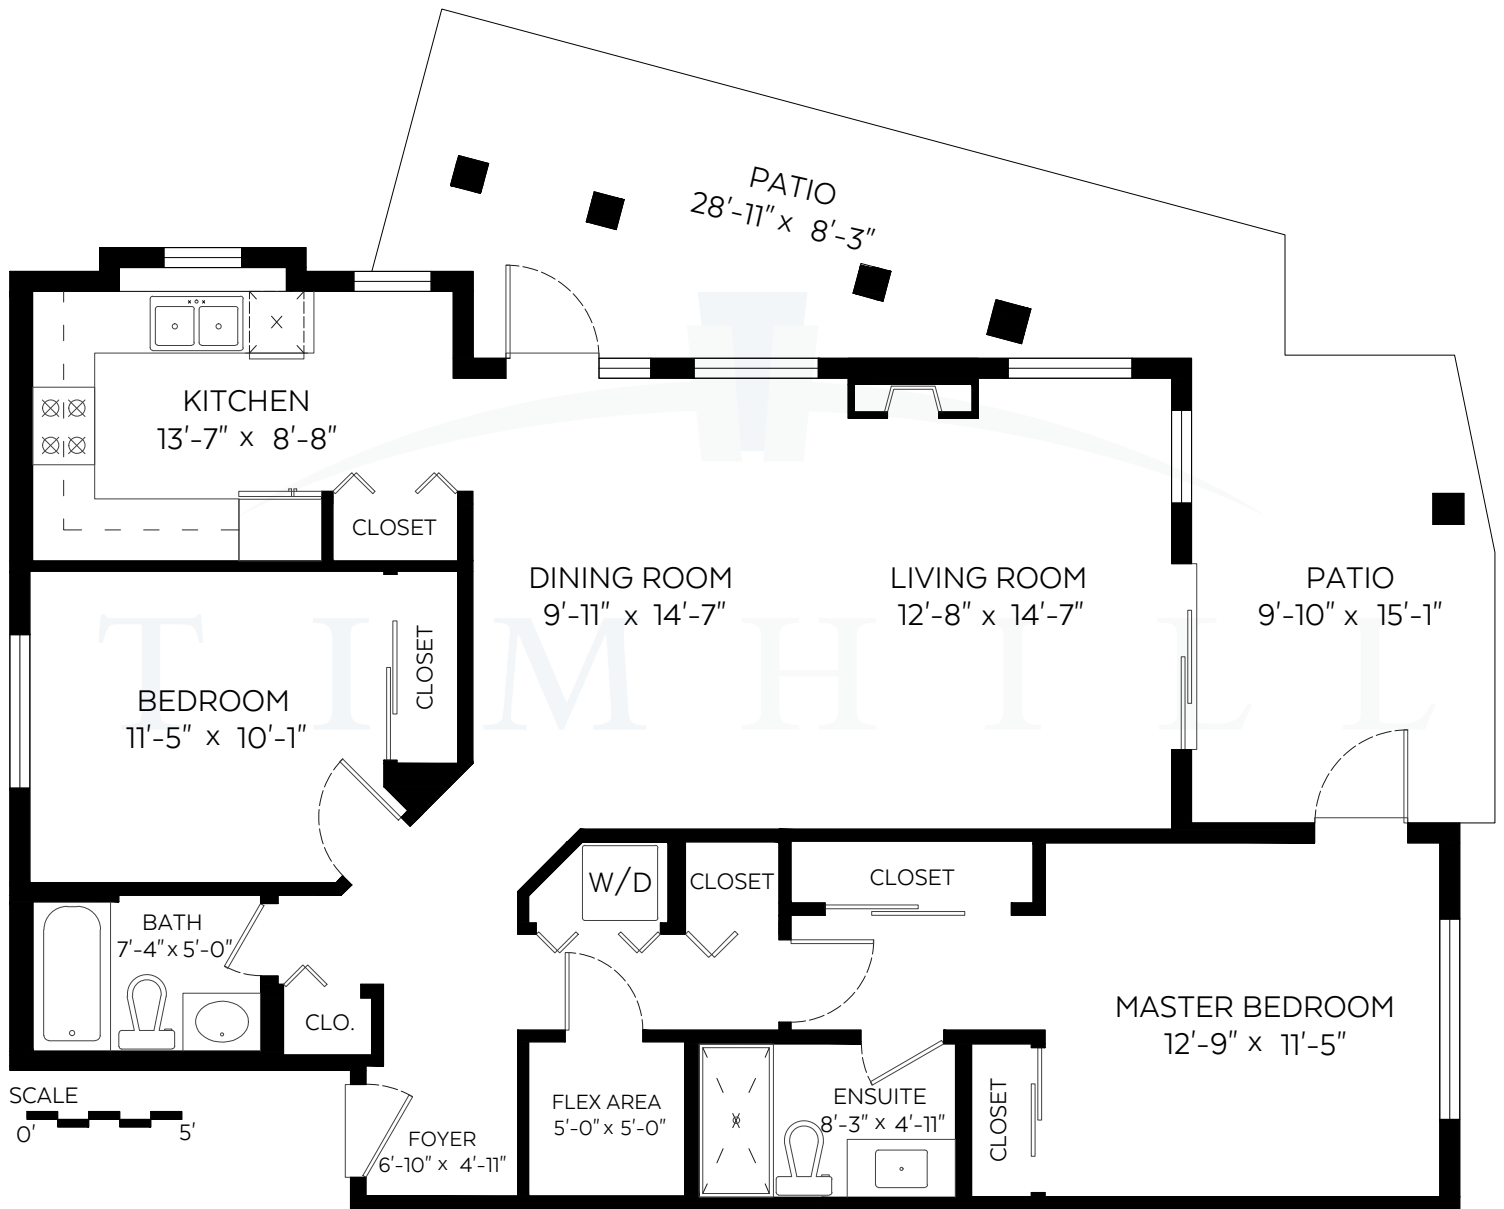 PATIO
28'-11" x 8'-3"
KITCHEN
13'-7" x 8'-8"
CLOSET
DINING ROOM
9'-11" x 14'-7"
LIVING ROOM
12'-8" x 14'-7"
PATIO
9'-10" x 15'-1"
TIM HILL
CLOSET
BEDROOM
11'-5" x 10'-1"
W/D
CLOSET
CLOSET
BATH
7'-4" x 5'-0"
CLO.
MASTER BEDROOM
12'-9" x 11'-5"
SCALE
0' 5'
FLEX AREA
5'-0" x 5'-0"
ENSUITE
8'-3" x 4'-11"
CLOSET
FOYER
6'-10" x 4'-11"